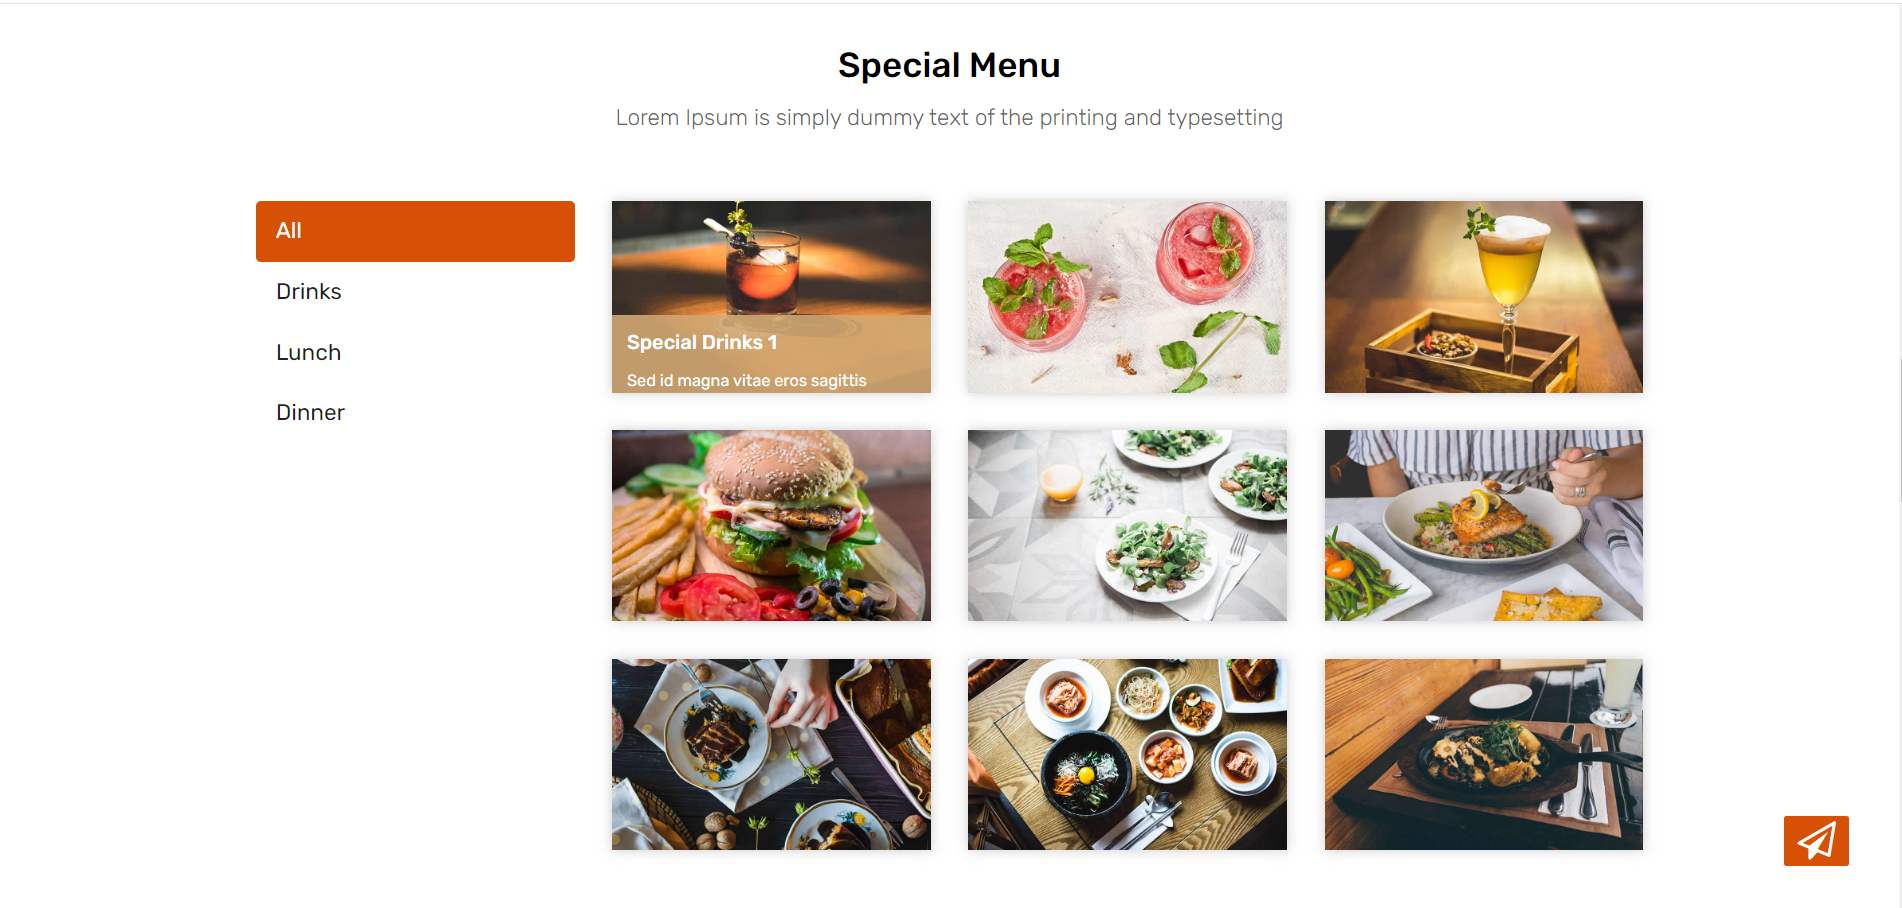 Special Menu
Lorem Ipsum is simply dummy text of the printing and typesetting
All
Drinks
Lunch
Dinner
Special Drinks 1
Sed id magna vitae eros sagittis